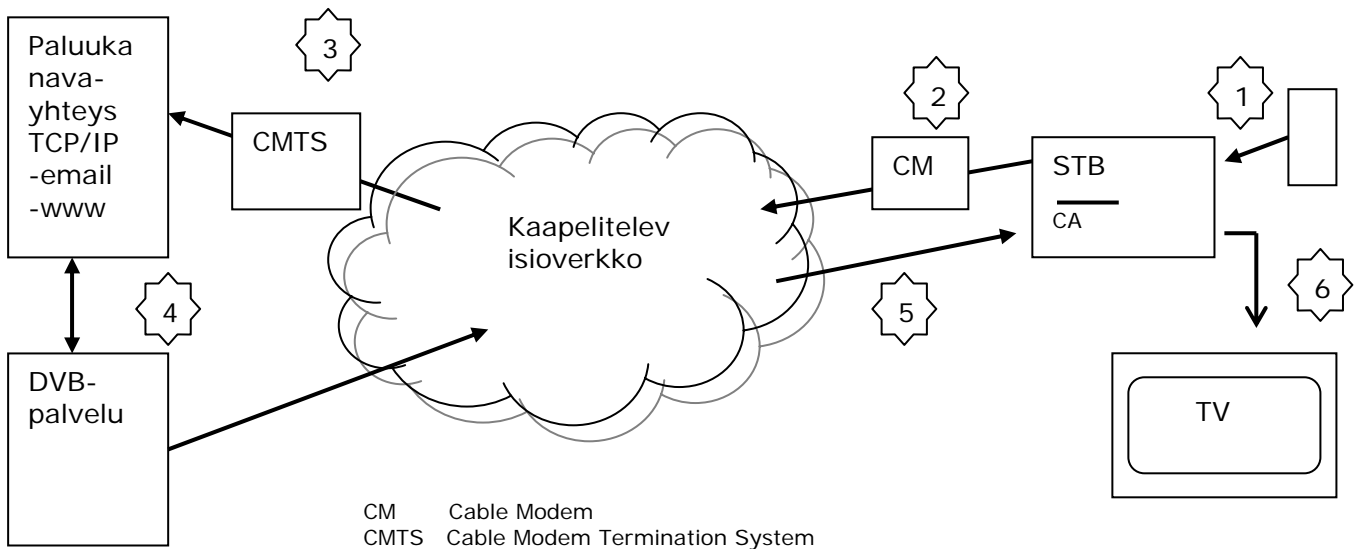 Paluuka
nava-
yhteys
TCP/IP
-email
-www
3
CMTS
Kaapelitelev
isioverkko
2
CM
1
STB
CA
4
5
6
DVB-
palvelu
TV
CM Cable Modem
CMTS Cable Modem Termination System